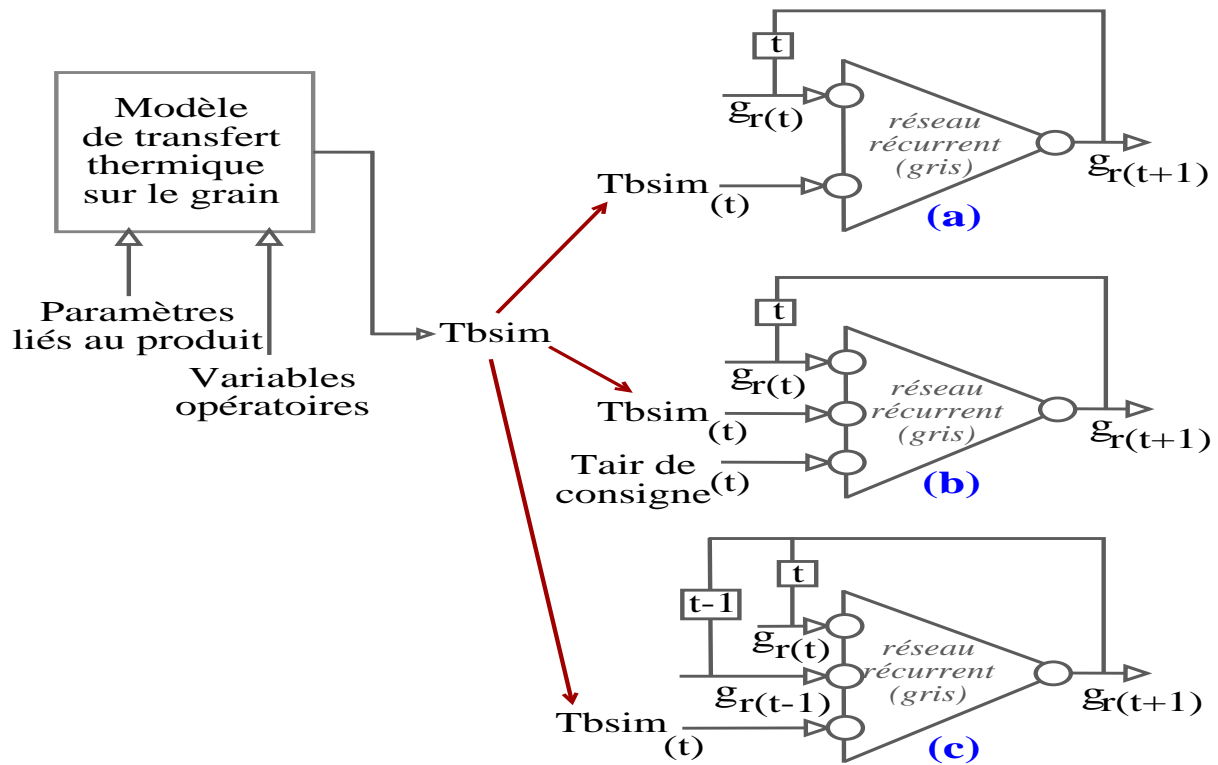 Modèle
de transfert
thermique
sur le grain
Paramètres
liés au produit
Variables
opératoires
Tbsim
t
gr(t)
Tbsim(t)
réseau
récurrent
(gris)
gr(t+1)
(a)
t
gr(t)
Tbsim(t)
Tair de
consigne(t)
réseau
récurrent
(gris)
gr(t+1)
(b)
t
t-1
gr(t)
gr(t-1)
Tbsim(t)
réseau
récurrent
(gris)
gr(t+1)
(c)